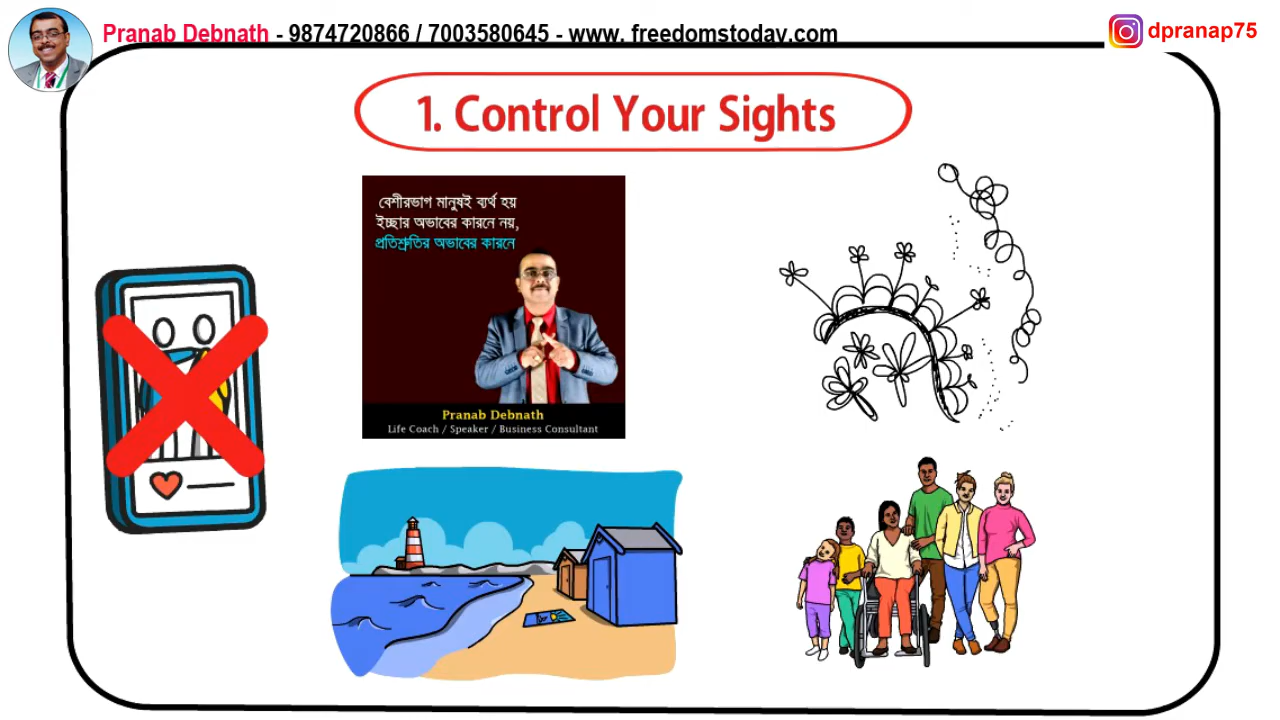 Pranab Debnath - 9874720866 / 7003580645 - www. freedomstoday.com
dpranap75
1. Control Your Sights
বেশীরভাগ মানুষই ব্যর্থ হয়
ইচ্ছার অভাবের কারনে নয়,
প্রতিশ্রুতির অভাবের কারনে
Pranab Debnath
Life Coach / Speaker / Business Consultant